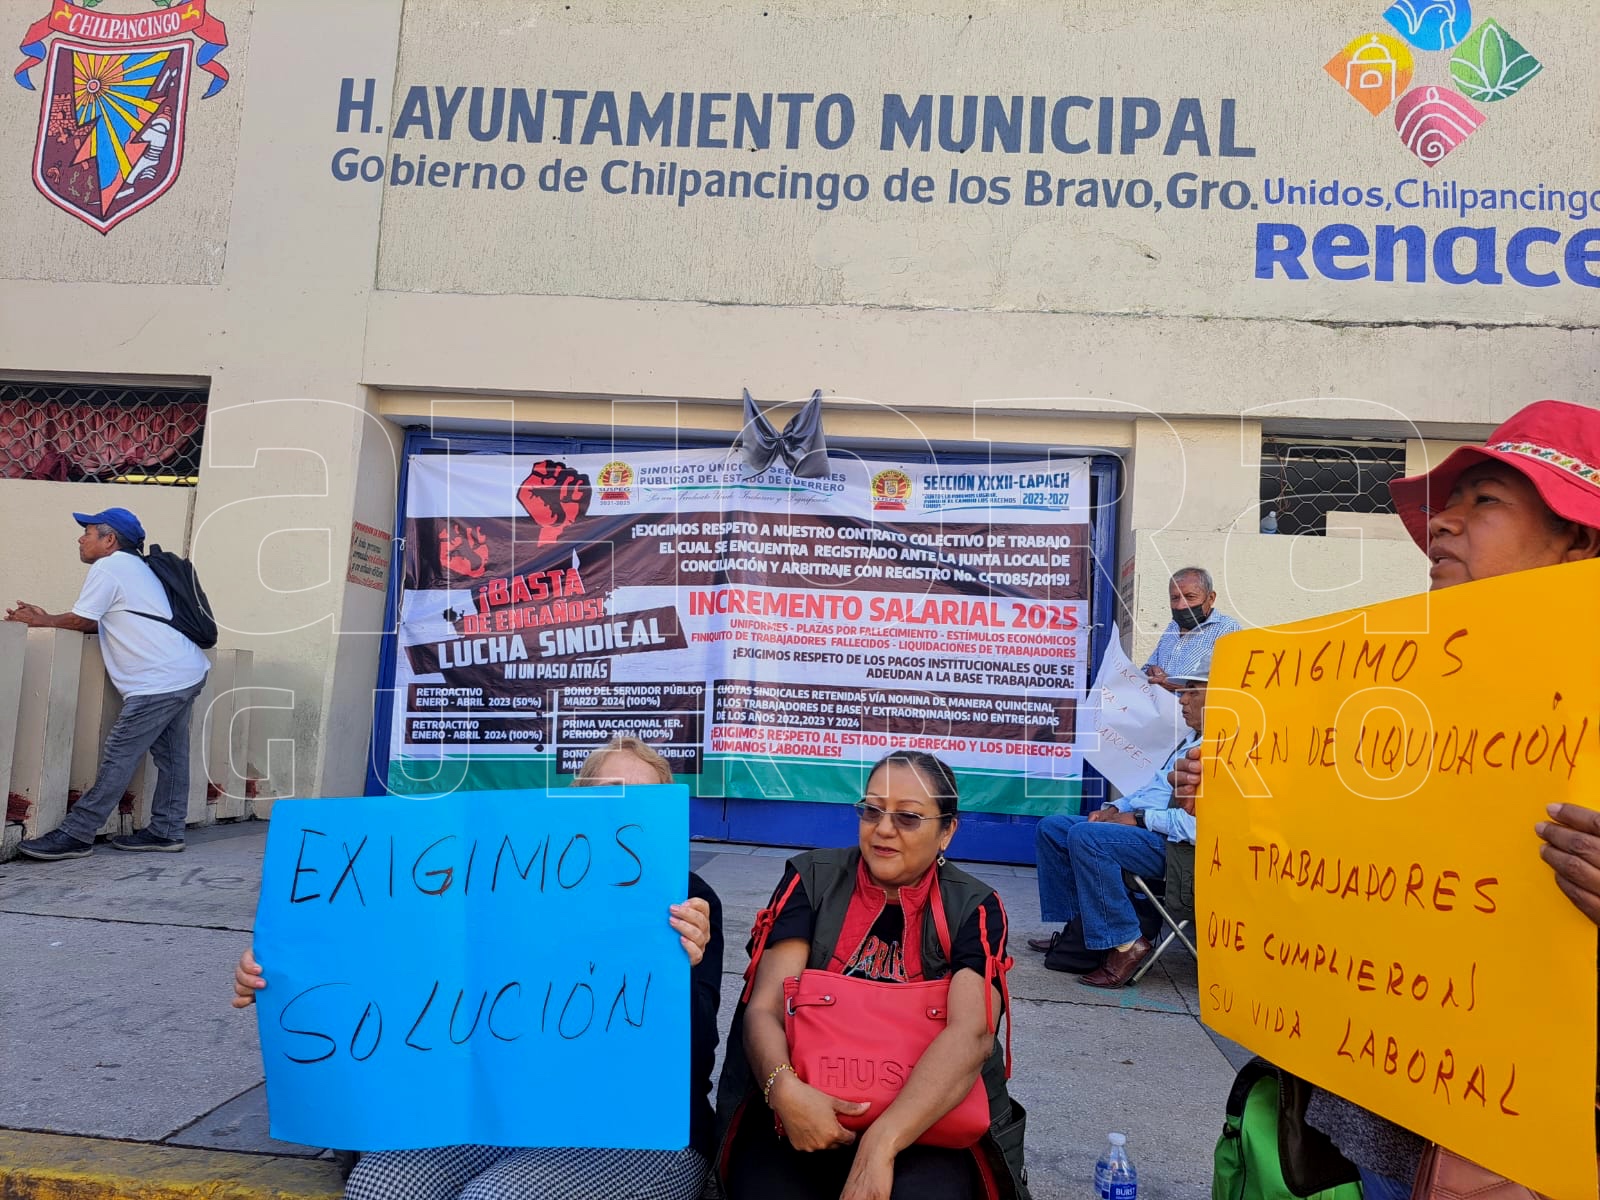 CHILPANCINGO
H. AYUNTAMIENTO MUNICIPAL
Gobierno de Chilpancingo de los Bravo, Gro.
Unidos, Chilpancingo
Renace
SINDICATO ÚNICO SERVIDORES
PÚBLICOS DEL ESTADO DE GUERRERO
SECCIÓN XXXII-CAPACH
2023-2027
¡EXIGIMOS RESPETO A NUESTRO CONTRATO COLECTIVO DE TRABAJO
EL CUAL SE ENCUENTRA REGISTRADO ANTE LA JUNTA LOCAL DE
CONCILIACIÓN Y ARBITRAJE CON REGISTRO No. CCT085/2019!
¡BASTA
DE ENGAÑOS!
LUCHA SINDICAL
NI UN PASO ATRÁS
INCREMENTO SALARIAL 2025
UNIFORMES - PLAZAS POR FALLECIMIENTO - ESTÍMULOS ECONÓMICOS
FINIQUITO DE TRABAJADORES FALLECIDOS - LIQUIDACIONES DE TRABAJADORES
¡EXIGIMOS RESPETO DE LOS PAGOS INSTITUCIONALES QUE SE
ADEUDAN A LA BASE TRABAJADORA:
RETROACTIVO
ENERO - ABRIL 2023 (50%)
BONO DEL SERVIDOR PÚBLICO
MARZO 2024 (100%)
RETROACTIVO
ENERO - ABRIL 2024 (100%)
PRIMA VACACIONAL 1ER.
PERIODO 2024 (100%)
CUOTAS SINDICALES RETENIDAS VÍA NOMINA DE MANERA QUINCENAL
A LOS TRABAJADORES DE BASE Y EXTRAORDINARIOS: NO ENTREGADAS
DE LOS AÑOS 2022,2023 Y 2024
¡EXIGIMOS RESPETO AL ESTADO DE DERECHO Y LOS DERECHOS
HUMANOS LABORALES!
EXIGIMOS
SOLUCIÓN
EXIGIMOS
PLAN DE LIQUIDACIÓN
A TRABAJADORES
QUE CUMPLIERON
SU VIDA LABORAL
HUS
BURST
aHORa
GUERRERO